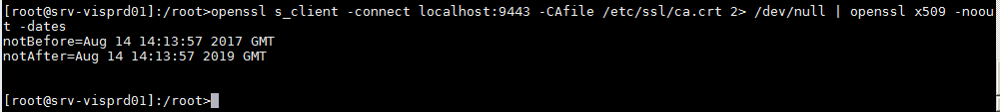 [root@srv-visprd01]:/root>openssl s_client -connect localhost:9443 -CAfile /etc/ssl/ca.crt 2> /dev/null | openssl x509 -noou
t -dates
notBefore=Aug 14 14:13:57 2017 GMT
notAfter=Aug 14 14:13:57 2019 GMT
[root@srv-visprd01]:/root>